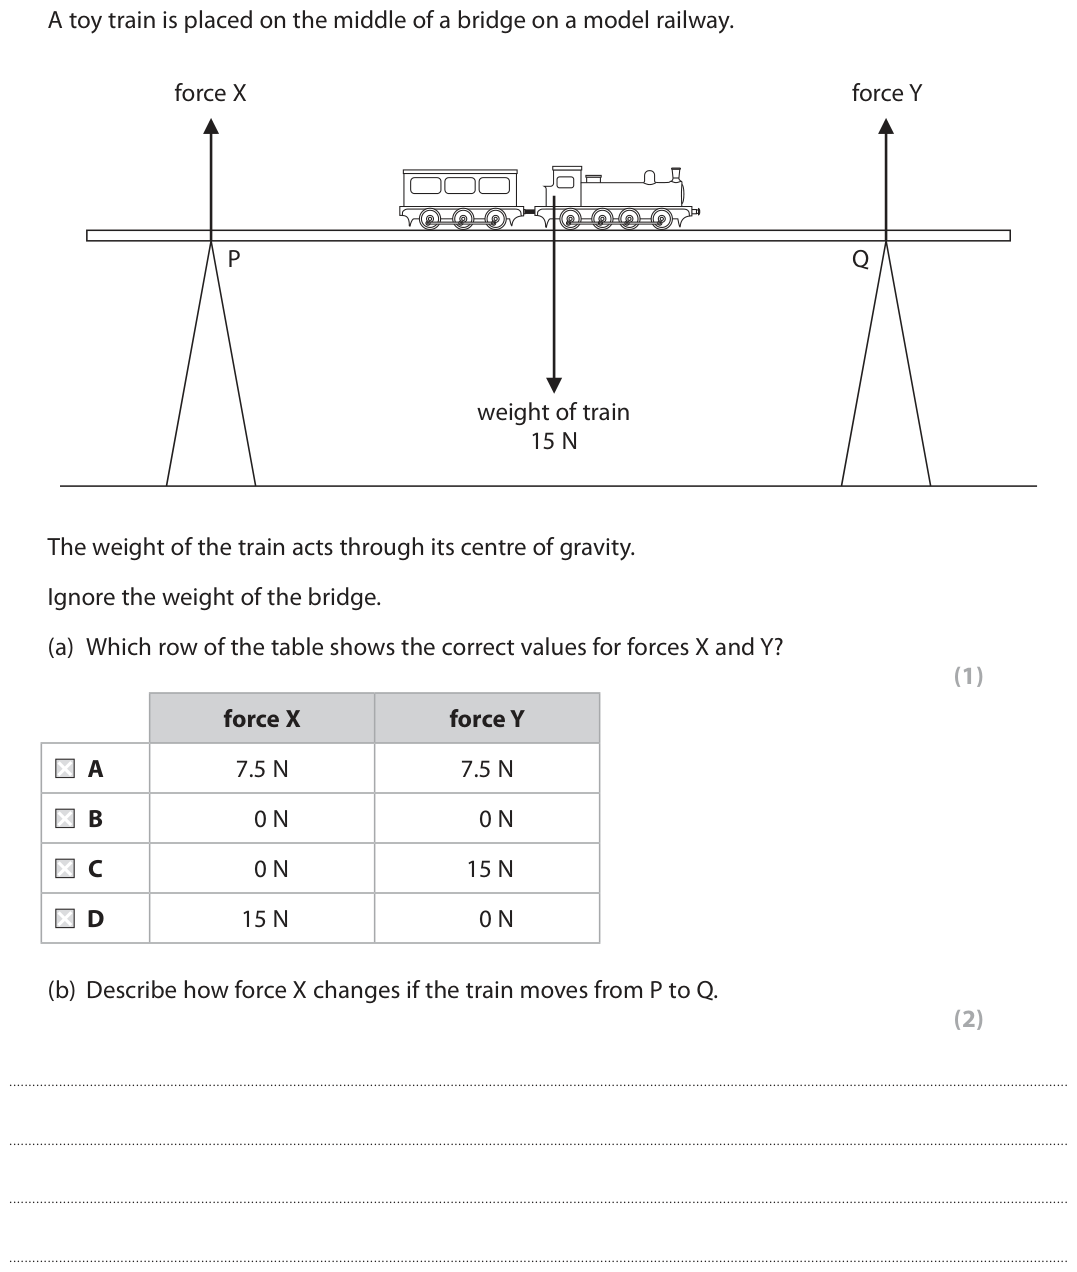 A toy train is placed on the middle of a bridge on a model railway.
force X
force Y
P
Q
weight of train
15 N
The weight of the train acts through its centre of gravity.
Ignore the weight of the bridge.
(a) Which row of the table shows the correct values for forces X and Y?
(1)
force X force Y
A 7.5 N 7.5 N
B 0 N 0 N
C 0 N 15 N
D 15 N 0 N
(b) Describe how force X changes if the train moves from P to Q.
(2)